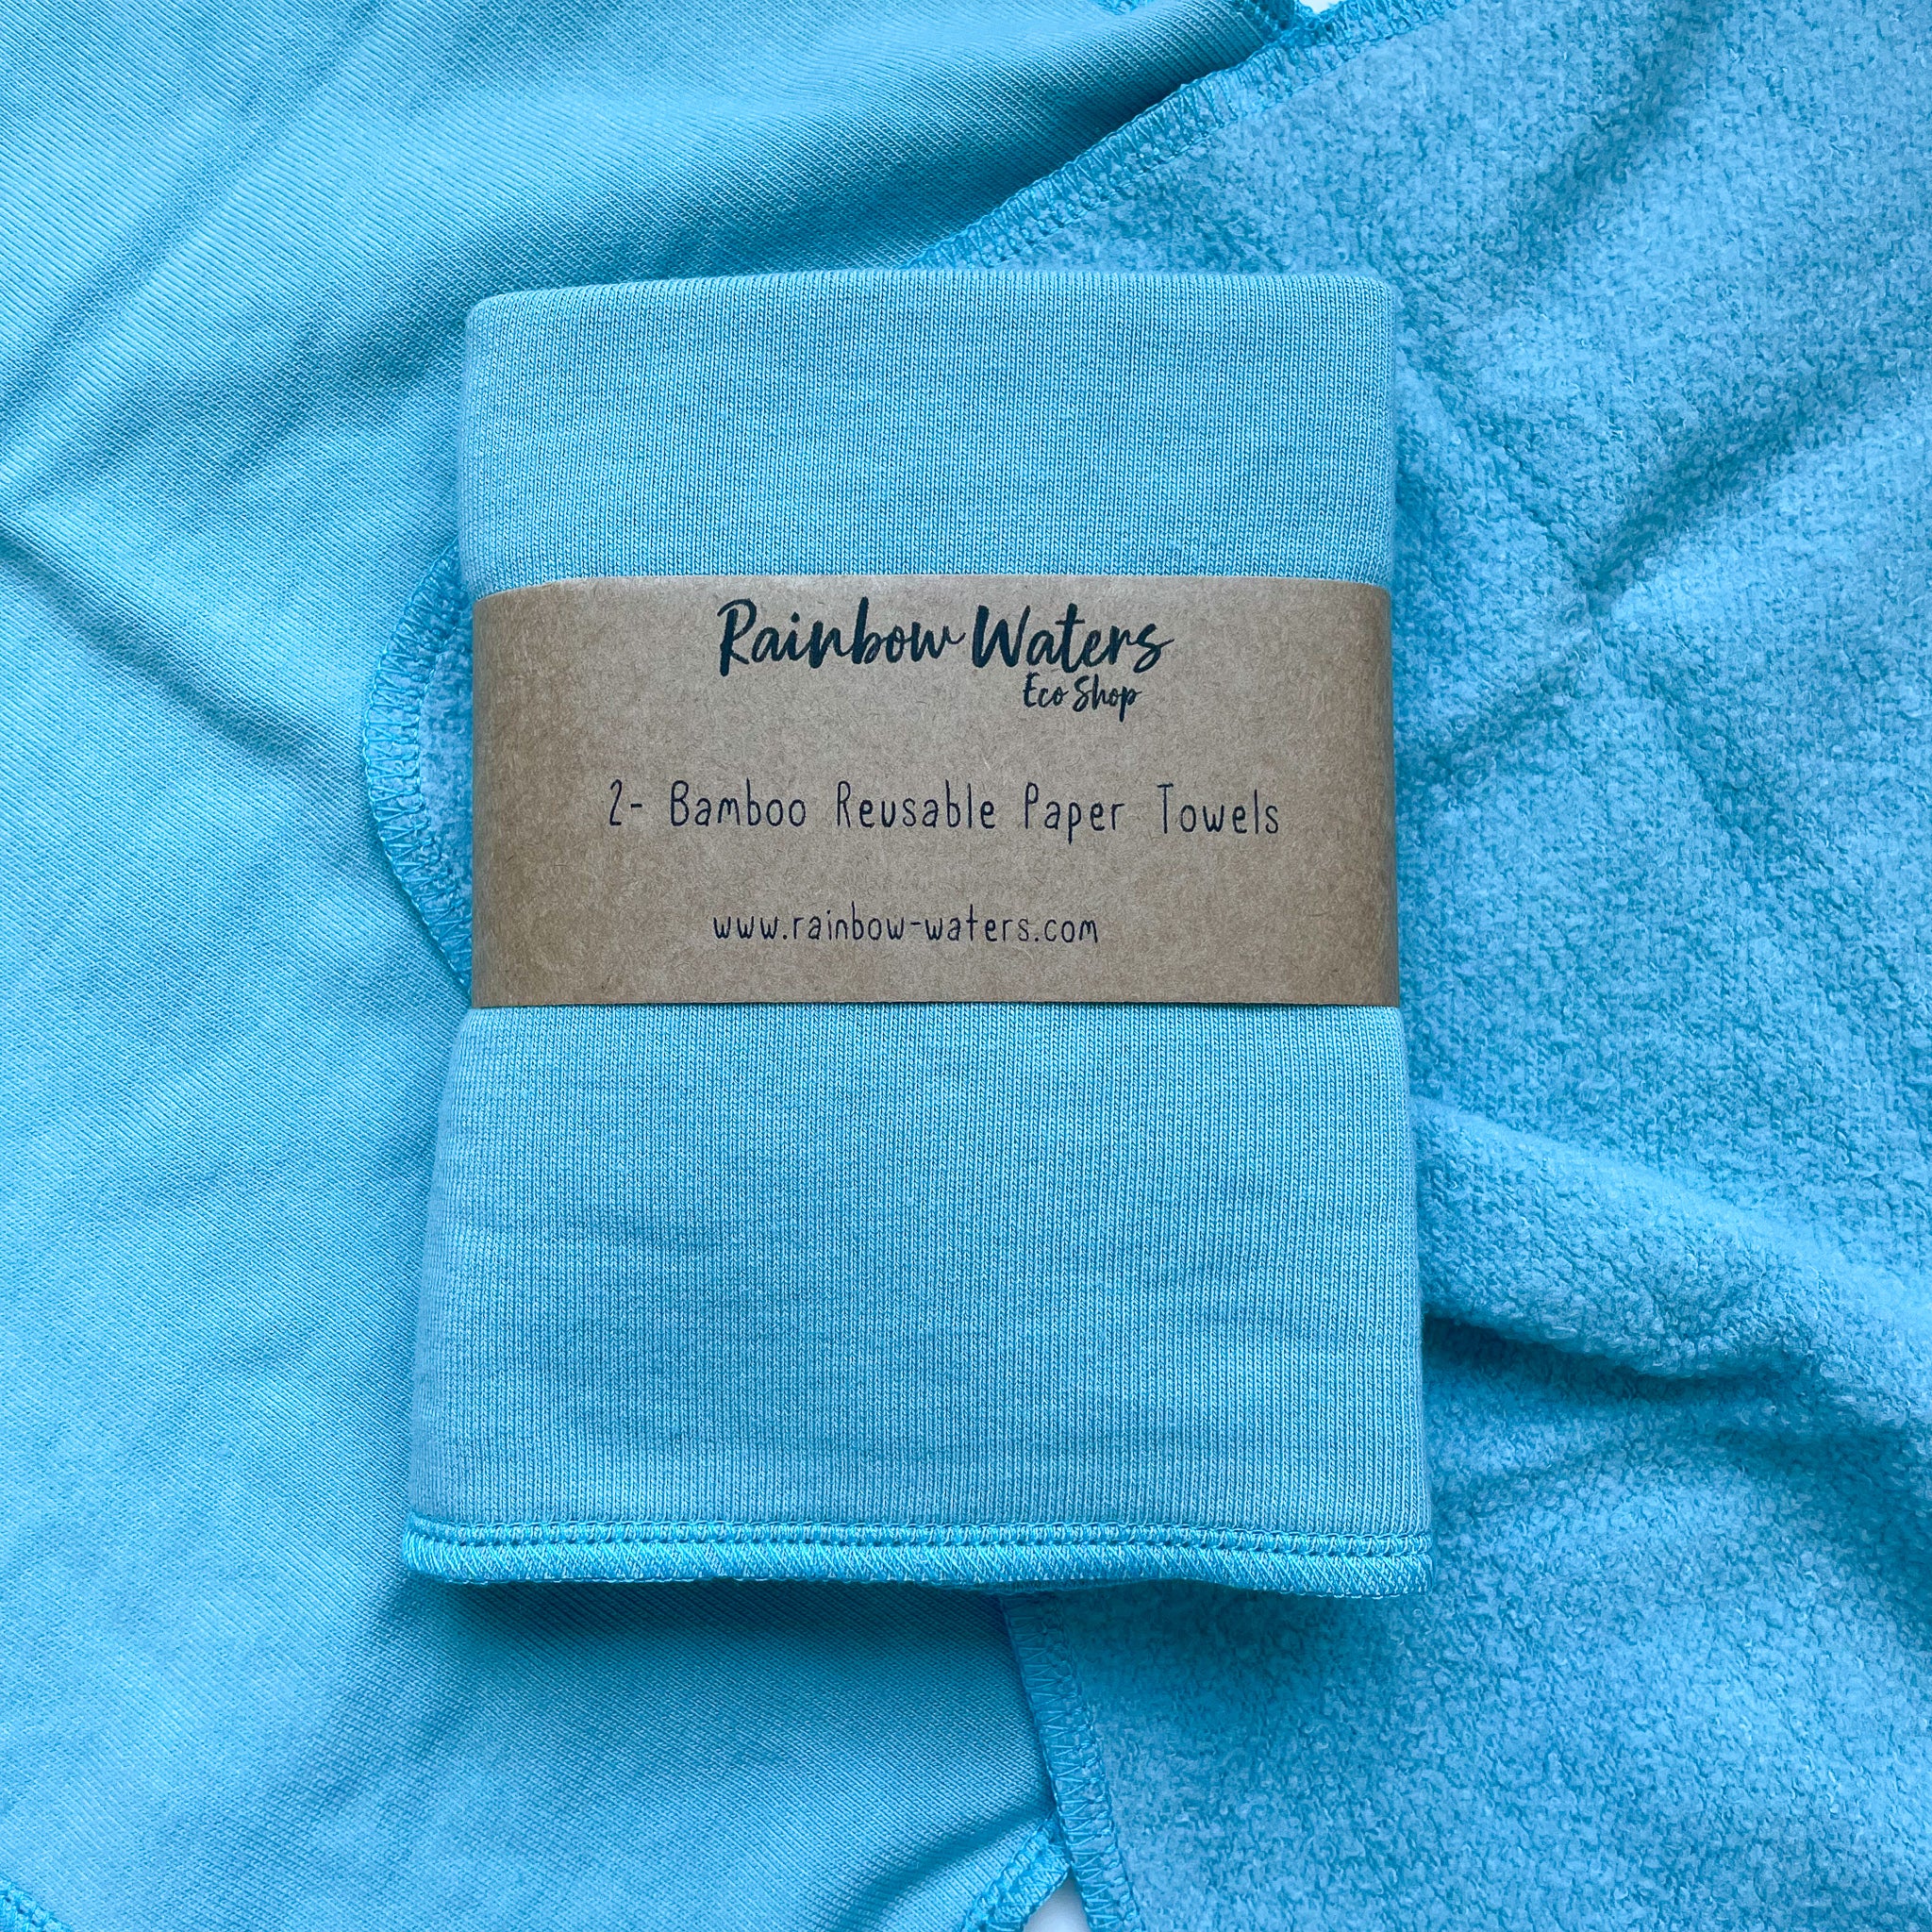 Rainbow Waters
Eco Shop
2- Bamboo Reusable Paper Towels
www.rainbow-waters.com